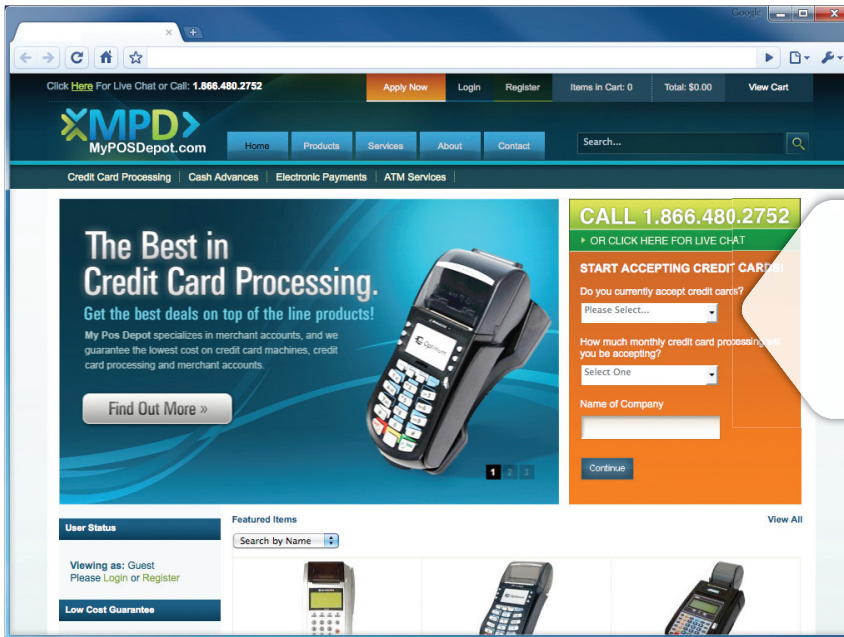 Google
Click Here For Live Chat or Call: 1.866.480.2752
Apply Now
Login
Register
Items in Cart: 0
Total: $0.00
View Cart
MPD
MyPOSDepot.com
Home
Products
Services
About
Contact
Search...
Credit Card Processing
Cash Advances
Electronic Payments
ATM Services
The Best in
Credit Card Processing.
Get the best deals on top of the line products!
My Pos Depot specializes in merchant accounts, and we
guarantee the lowest cost on credit card machines, credit
card processing and merchant accounts.
Find Out More »
Optimum
1 2 3
CALL 1.866.480.2752
OR CLICK HERE FOR LIVE CHAT
START ACCEPTING CREDIT CARDS!
Do you currently accept credit cards?
Please Select...
How much monthly credit card processing will
you be accepting?
Select One
Name of Company
Continue
User Status
Viewing as: Guest
Please Login or Register
Low Cost Guarantee
Featured Items
View All
Search by Name
Optimum